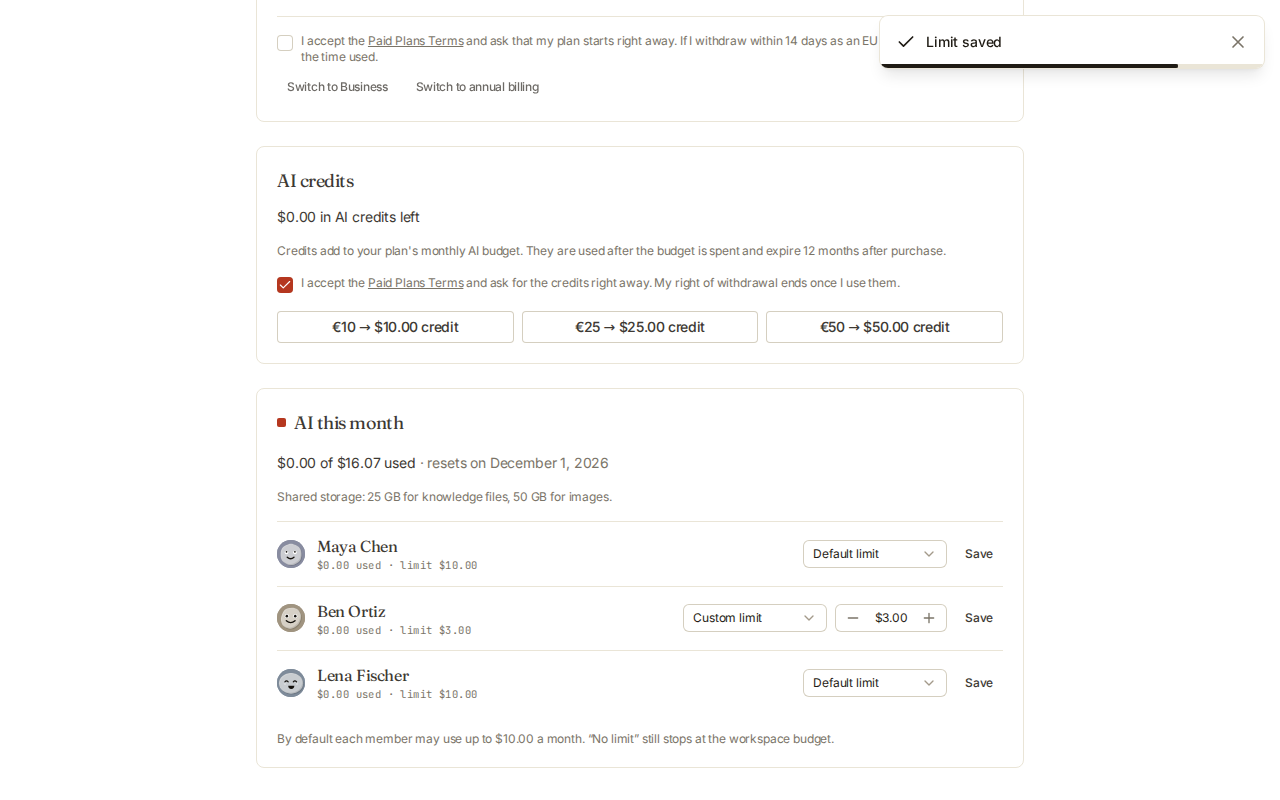 I accept the Paid Plans Terms and ask that my plan starts right away. If I withdraw within 14 days as an EU
the time used.
Limit saved
Switch to Business
Switch to annual billing
AI credits
$0.00 in AI credits left
Credits add to your plan's monthly AI budget. They are used after the budget is spent and expire 12 months after purchase.
I accept the Paid Plans Terms and ask for the credits right away. My right of withdrawal ends once I use them.
€10 → $10.00 credit
€25 → $25.00 credit
€50 → $50.00 credit
AI this month
$0.00 of $16.07 used · resets on December 1, 2026
Shared storage: 25 GB for knowledge files, 50 GB for images.
Maya Chen
$0.00 used · limit $10.00
Default limit
Save
Ben Ortiz
$0.00 used · limit $3.00
Custom limit
$3.00
Save
Lena Fischer
$0.00 used · limit $10.00
Default limit
Save
By default each member may use up to $10.00 a month. “No limit” still stops at the workspace budget.